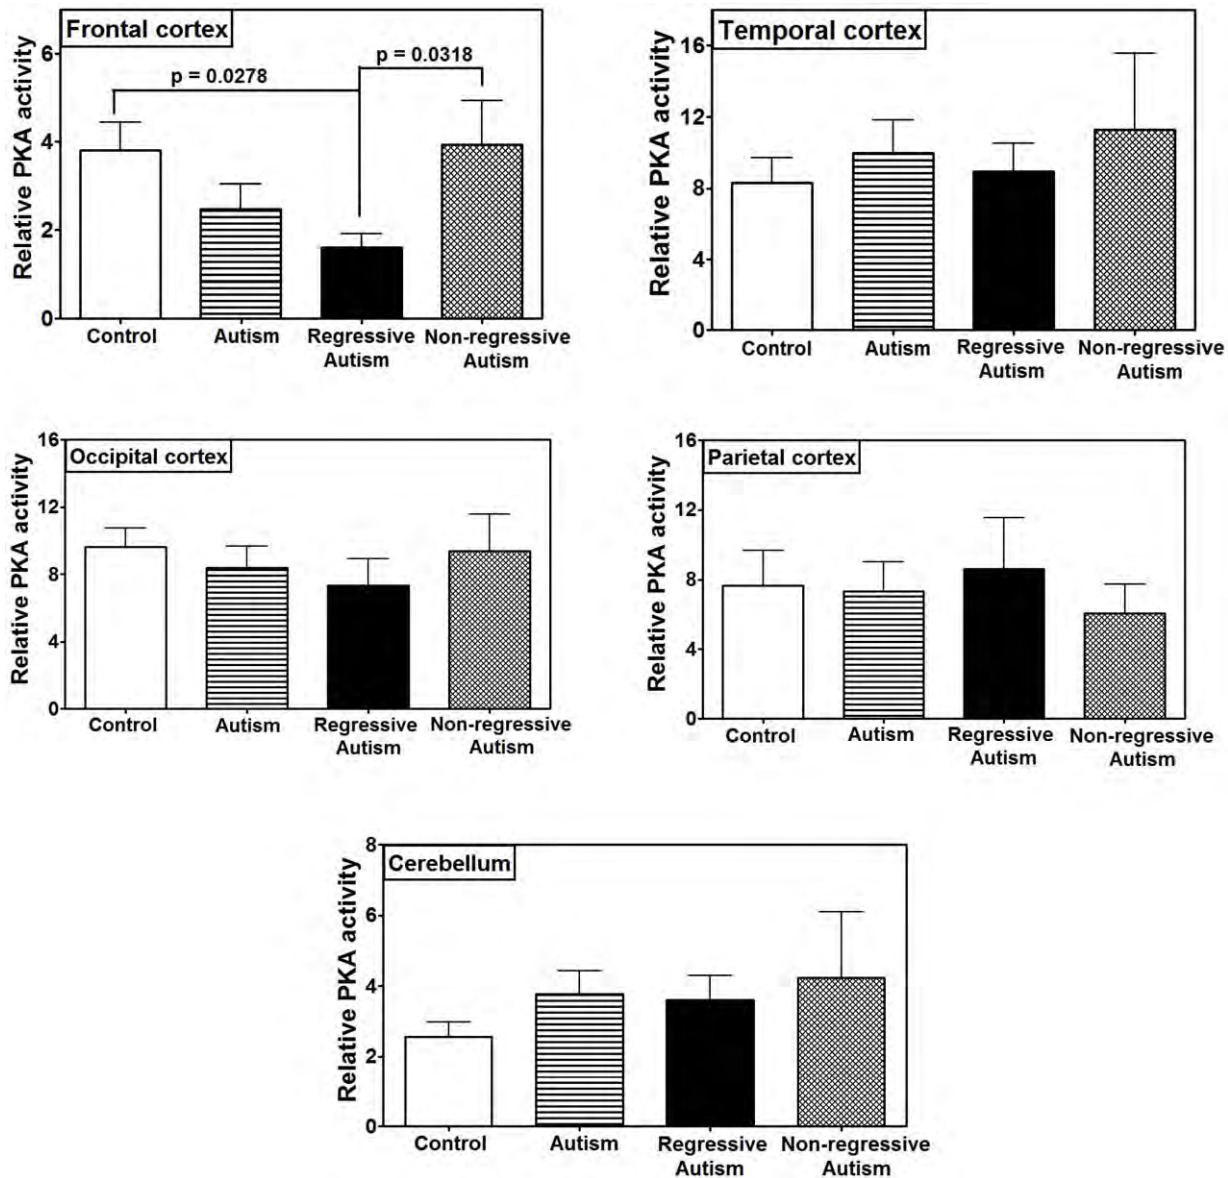 Frontal cortex
Relative PKA activity
6
4
2
0
p = 0.0278
p = 0.0318
Control
Autism
Regressive
Autism
Non-regressive
Autism
Temporal cortex
Relative PKA activity
16
12
8
4
0
Control
Autism
Regressive
Autism
Non-regressive
Autism
Occipital cortex
Relative PKA activity
16
12
8
4
0
Control
Autism
Regressive
Autism
Non-regressive
Autism
Parietal cortex
Relative PKA activity
16
12
8
4
0
Control
Autism
Regressive
Autism
Non-regressive
Autism
Cerebellum
Relative PKA activity
8
6
4
2
0
Control
Autism
Regressive
Autism
Non-regressive
Autism